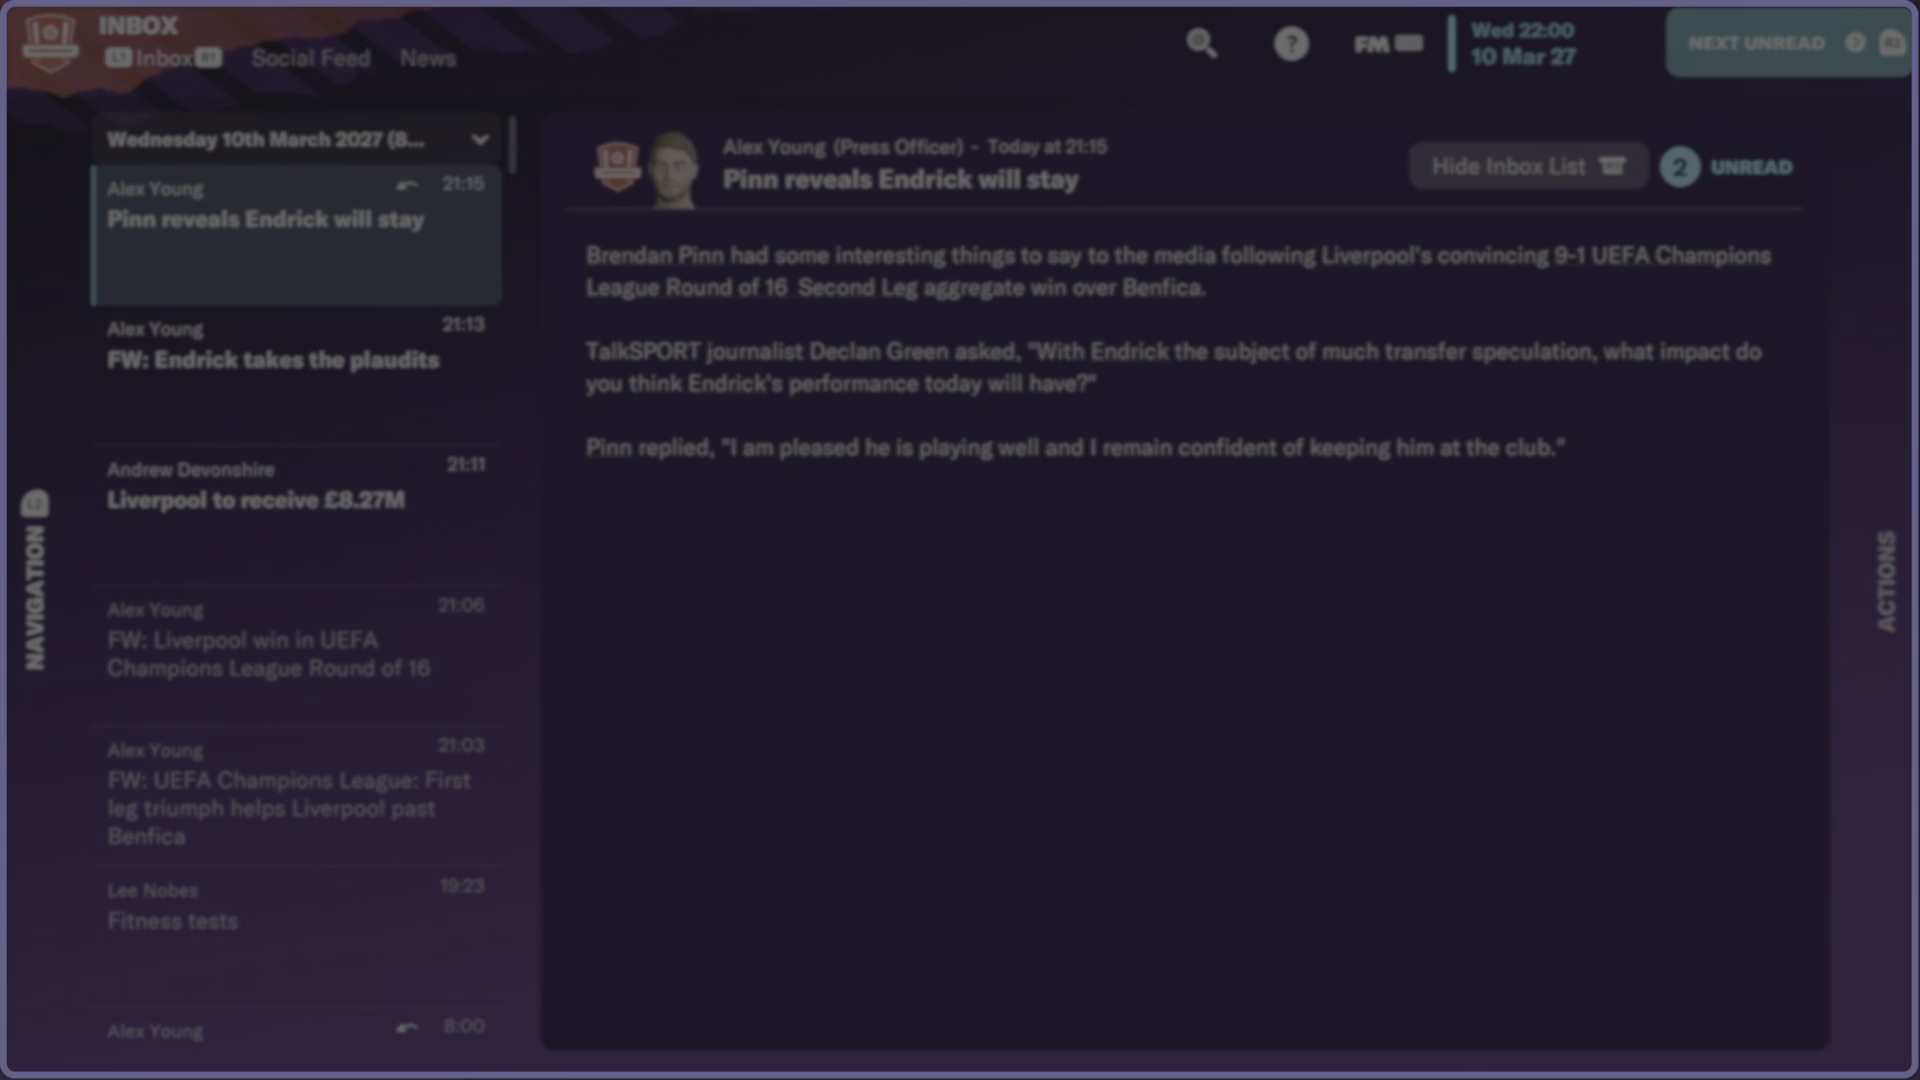 INBOX
L1 Inbox R1 Social Feed News
?
FM
Wed 22:00
10 Mar 27
NEXT UNREAD R2
Wednesday 10th March 2027 (8...
Alex Young 21:15
Pinn reveals Endrick will stay
Alex Young 21:13
FW: Endrick takes the plaudits
Andrew Devonshire 21:11
Liverpool to receive £8.27M
Alex Young 21:06
FW: Liverpool win in UEFA
Champions League Round of 16
Alex Young 21:03
FW: UEFA Champions League: First
leg triumph helps Liverpool past
Benfica
Lee Nobes 19:23
Fitness tests
Alex Young 8:00
NAVIGATION L2
Alex Young (Press Officer) - Today at 21:15
Pinn reveals Endrick will stay
Hide Inbox List
2 UNREAD
Brendan Pinn had some interesting things to say to the media following Liverpool's convincing 9-1 UEFA Champions
League Round of 16 Second Leg aggregate win over Benfica.
TalkSPORT journalist Declan Green asked, "With Endrick the subject of much transfer speculation, what impact do
you think Endrick's performance today will have?"
Pinn replied, "I am pleased he is playing well and I remain confident of keeping him at the club."
ACTIONS